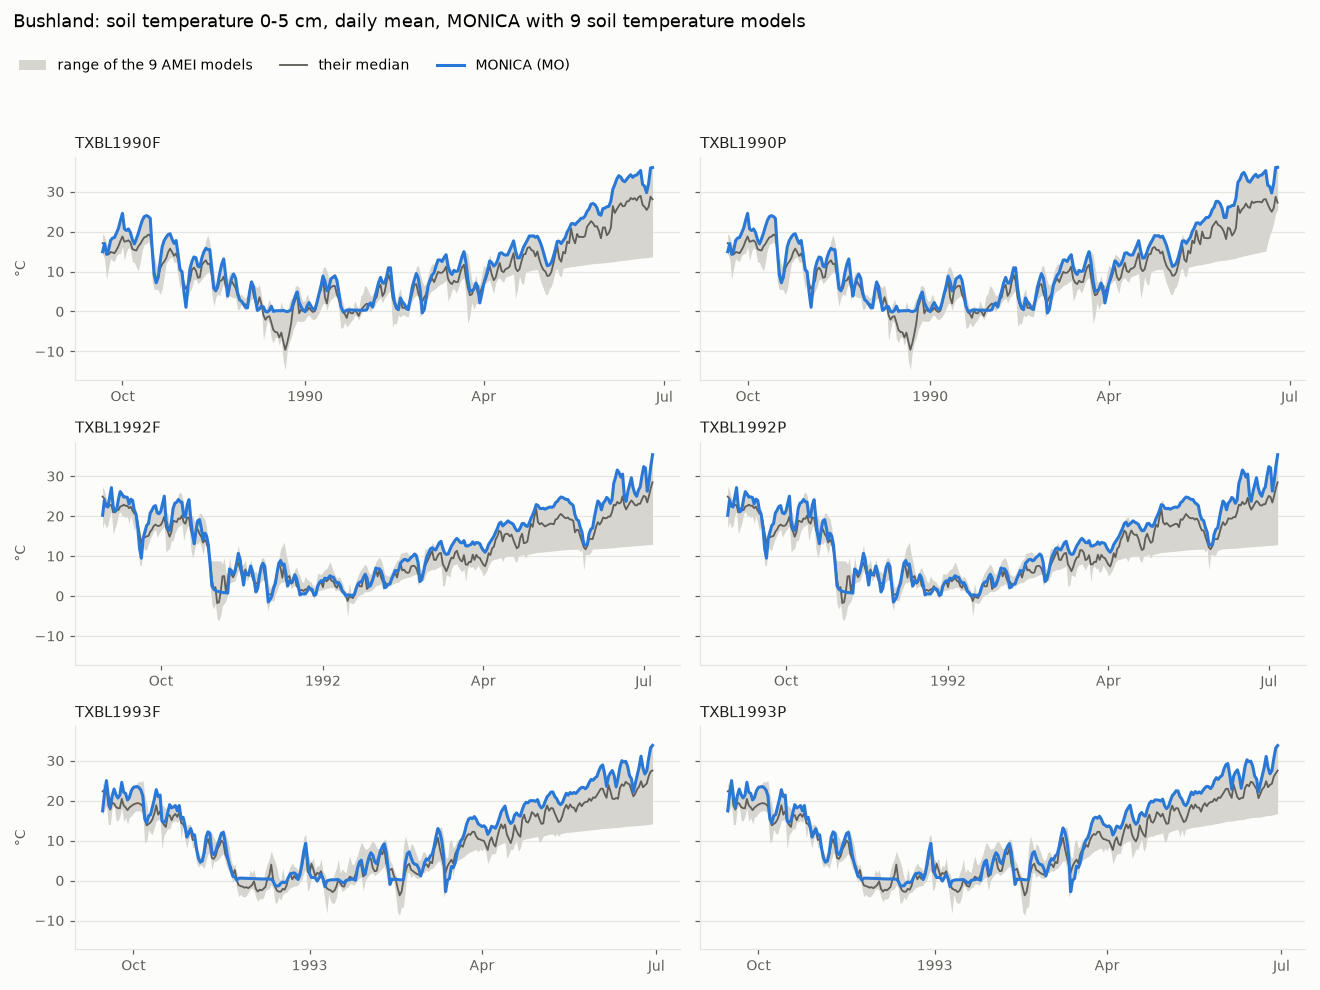 Bushland: soil temperature 0-5 cm, daily mean, MONICA with 9 soil temperature models
range of the 9 AMEI models their median MONICA (MO)
TXBL1990F
°C
30
20
10
0
−10
Oct 1990 Apr Jul
TXBL1990P
Oct 1990 Apr Jul
TXBL1992F
°C
30
20
10
0
−10
Oct 1992 Apr Jul
TXBL1992P
Oct 1992 Apr Jul
TXBL1993F
°C
30
20
10
0
−10
Oct 1993 Apr Jul
TXBL1993P
Oct 1993 Apr Jul